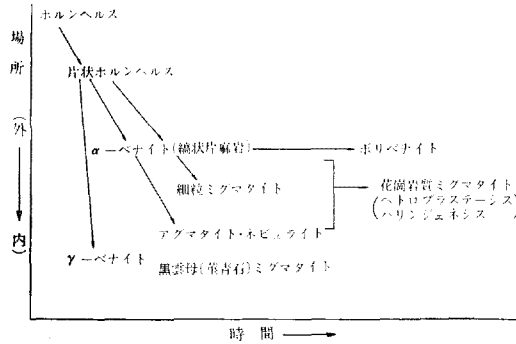 ホルンヘルス
場所(外→内)
片状ホルンヘルス
α－ベナイト(縞状片麻岩)
ポリベナイト
細粒ミグマタイト
花崗岩質ミグマタイト
(ヘトロブラステーシス
パリンジェネシス)
アグマタイト・ネビュライト
γ－ベナイト
黒雲母(菫青石)ミグマタイト
時間